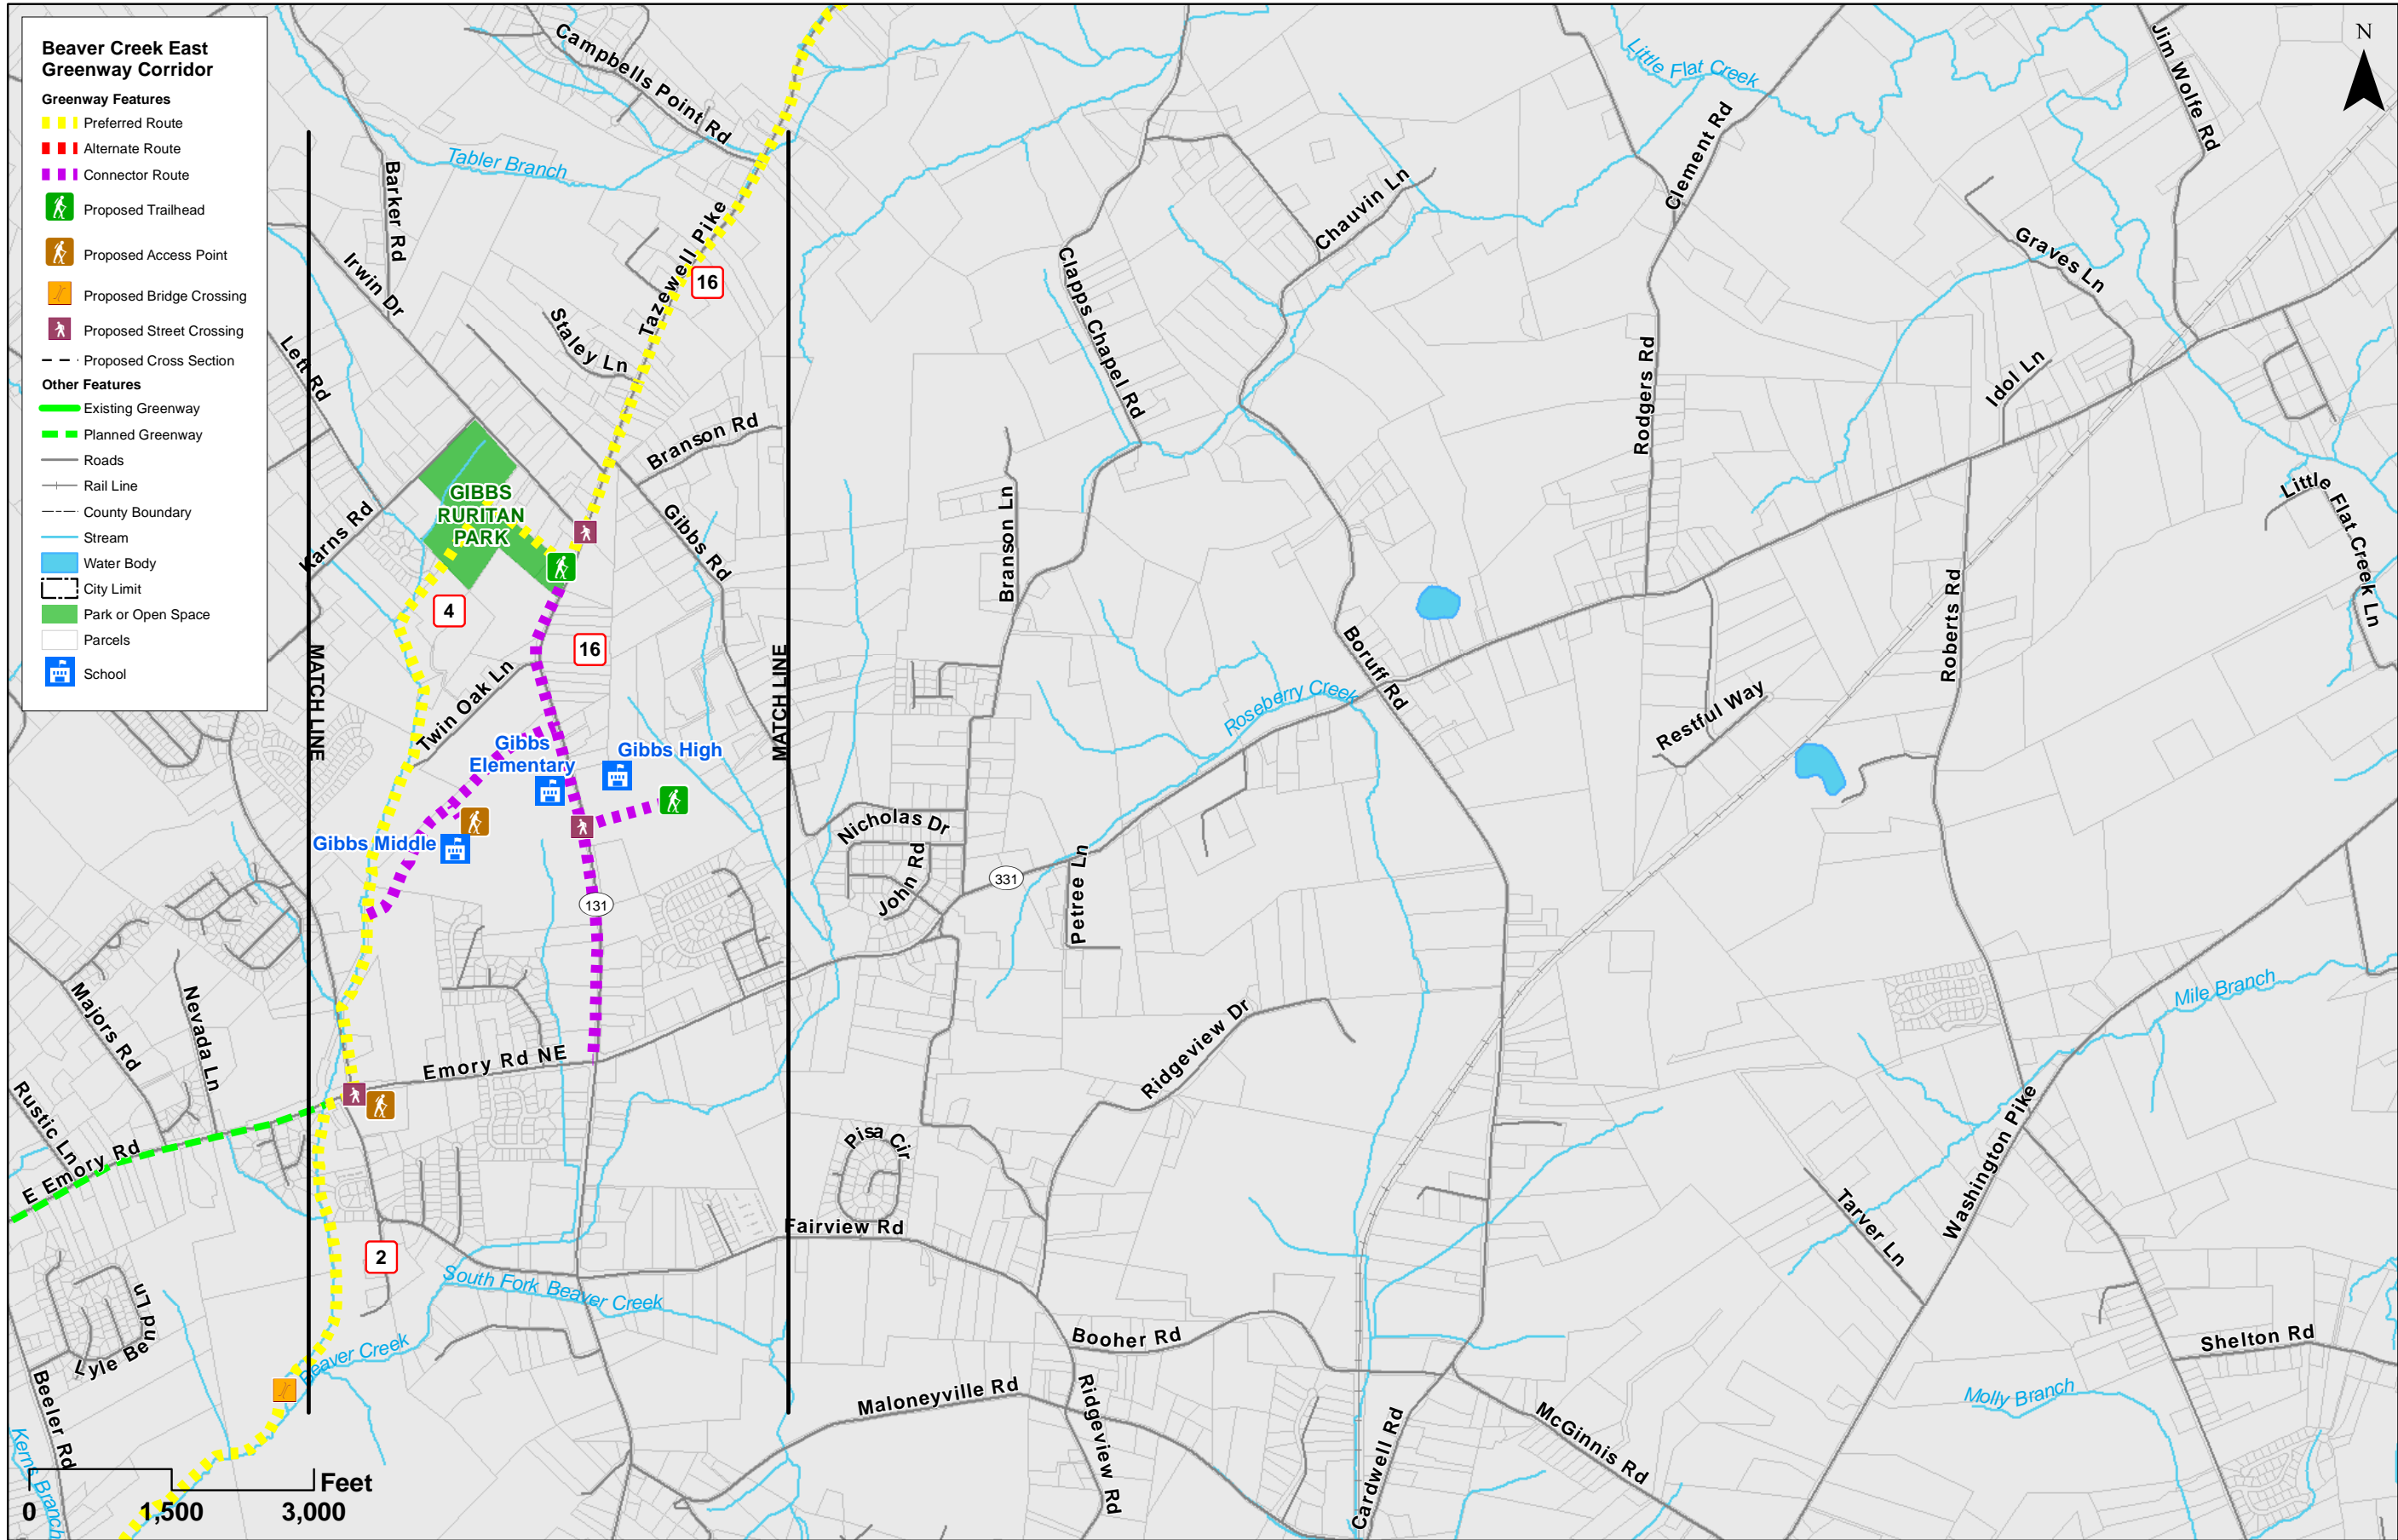 Beaver Creek East
Greenway Corridor
Greenway Features
Preferred Route
Alternate Route
Connector Route
Proposed Trailhead
Proposed Access Point
Proposed Bridge Crossing
Proposed Street Crossing
Proposed Cross Section
Other Features
Existing Greenway
Planned Greenway
Roads
Rail Line
County Boundary
Stream
Water Body
City Limit
Park or Open Space
Parcels
School
N
Campbells Point Rd
Little Flat Creek
Jim Wolfe Rd
Tabler Branch
Barker Rd
Clement Rd
Chauvin Ln
Tazewell Pike
16
Irwin Dr
Graves Ln
Clapps Chapel Rd
Staley Ln
Lett Rd
Rodgers Rd
Idol Ln
Branson Rd
GIBBS
RURITAN
PARK
Karns Rd
Gibbs Rd
Branson Ln
Little Flat Creek Ln
4
16
Boruff Rd
Roberts Rd
MATCH LINE
MATCH LINE
Twin Oak Ln
Roseberry Creek
Restful Way
Gibbs
Elementary
Gibbs High
Gibbs Middle
Nicholas Dr
John Rd
331
Petree Ln
131
Majors Rd
Nevada Ln
Mile Branch
Ridgeview Dr
Emory Rd NE
Rustic Ln
E Emory Rd
Pisa Cir
Washington Pike
Tarver Ln
Fairview Rd
2
South Fork Beaver Creek
Lyle Bend Ln
Beaver Creek
Booher Rd
Shelton Rd
Beeler Rd
Maloneyville Rd
Ridgeview Rd
Cardwell Rd
McGinnis Rd
Molly Branch
Kerns Branch
Feet
0
1,500
3,000